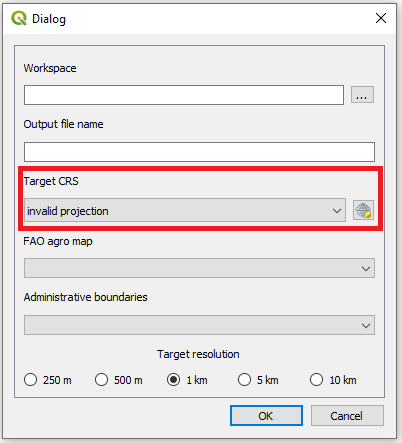 Dialog
Workspace
...
Output file name
Target CRS
invalid projection
FAO agro map
Administrative boundaries
Target resolution
250 m 500 m 1 km 5 km 10 km
OK Cancel